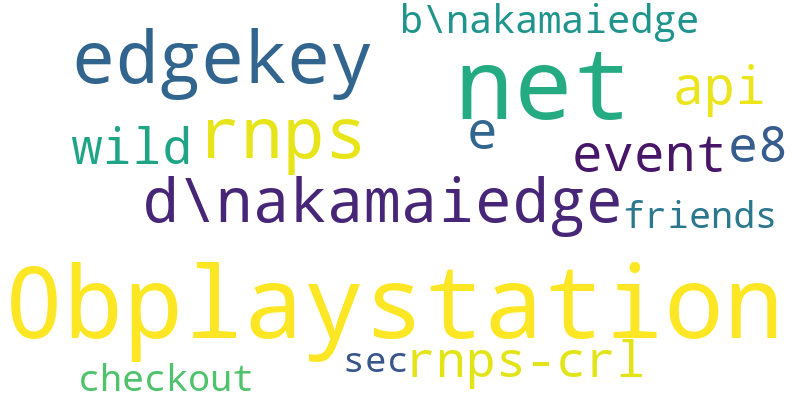 b\nakamaiedge
edgekey
net
api
wild
rnps
e
event
e8
d\nakamaiedge
friends
0bplaystation
checkout
sec
rnps-crl